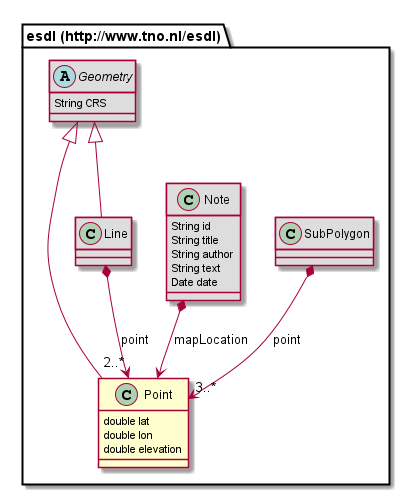 esdl (http://www.tno.nl/esdl)
A Geometry
String CRS
C Line
C Note
String id
String title
String author
String text
Date date
C SubPolygon
point
mapLocation
point
2..*
3..*
C Point
double lat
double lon
double elevation